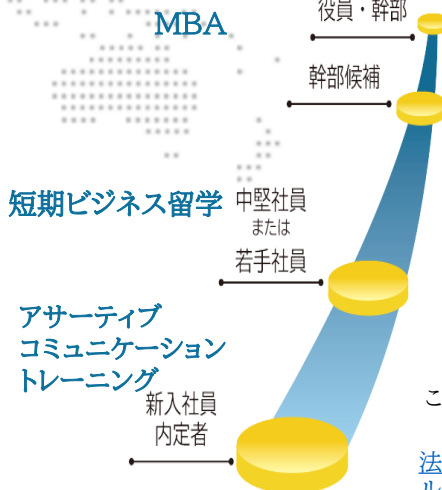 役員・幹部
MBA
幹部候補
短期ビジネス留学
中堅社員
または
若手社員
アサーティブ
コミュニケーション
トレーニング
新入社員
内定者
こ
法
ル